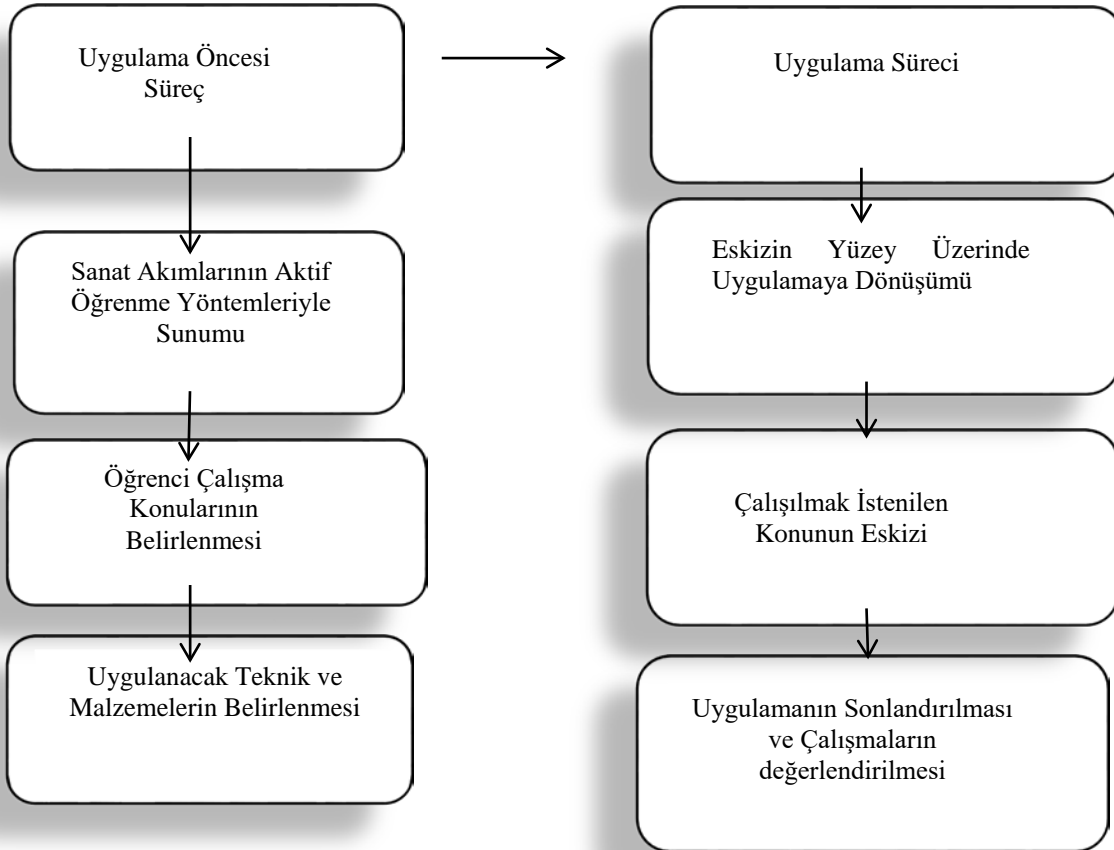 Uygulama Öncesi
Süreç
Sanat Akımlarının Aktif
Öğrenme Yöntemleriyle
Sunumu
Öğrenci Çalışma
Konularının
Belirlenmesi
Uygulanacak Teknik ve
Malzemelerin Belirlenmesi
Uygulama Süreci
Eskizin Yüzey Üzerinde
Uygulamaya Dönüşümü
Çalışılmak İstenilen
Konunun Eskizi
Uygulamanın Sonlandırılması
ve Çalışmaların
değerlendirilmesi